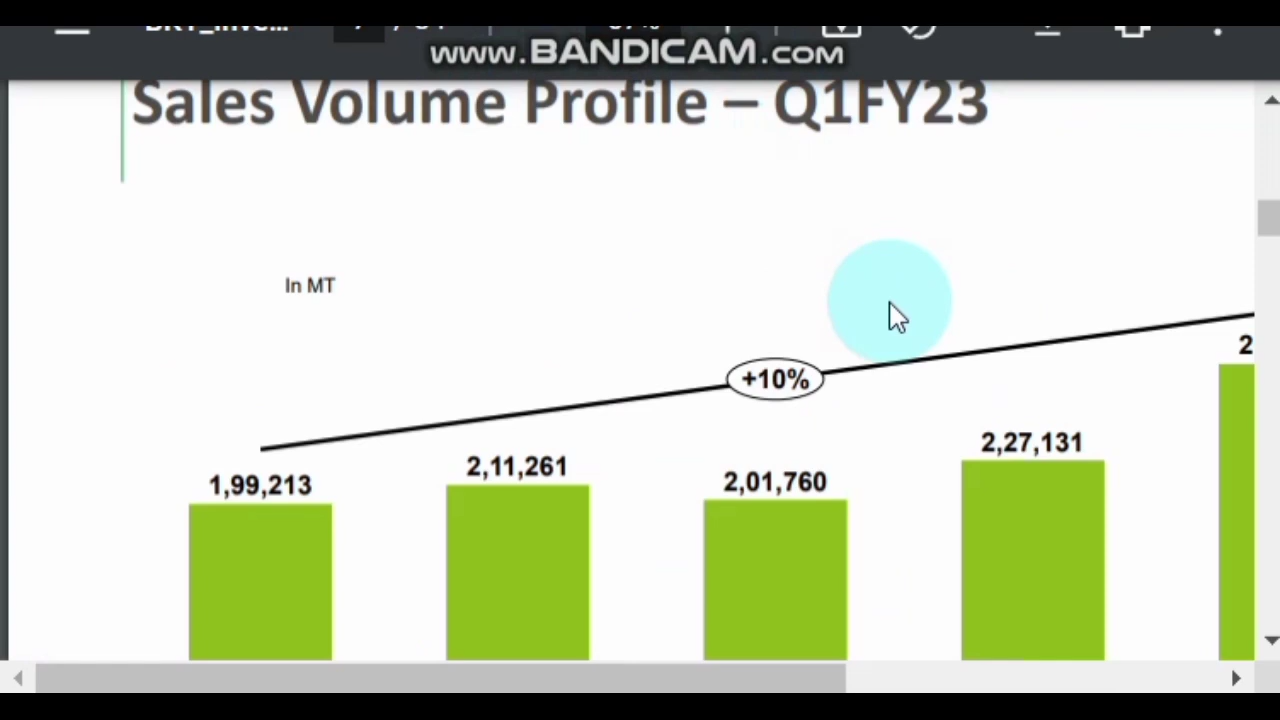 www.BANDICAM.com
Sales Volume Profile – Q1FY23
In MT
+10%
2
2,27,131
2,11,261
2,01,760
1,99,213